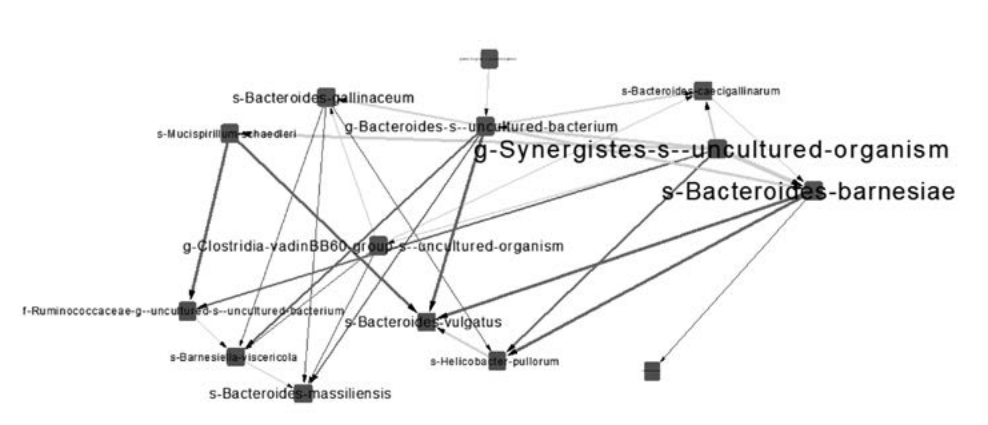 s-Bacteroides-caecigallinarum
s-Bacteroides-gallinaceum
g-Bacteroides-s--uncultured-bacterium
s-Mucispirillum-schaedleri
g-Synergistes-s--uncultured-organism
s-Bacteroides-barnesiae
g-Clostridia-vadinBB60-group-s--uncultured-organism
f-Ruminococcaceae-g--uncultured-s--uncultured-bacterium
s-Bacteroides-vulgatus
s-Barnesiella-viscericola
s-Helicobacter-pullorum
s-Bacteroides-massiliensis